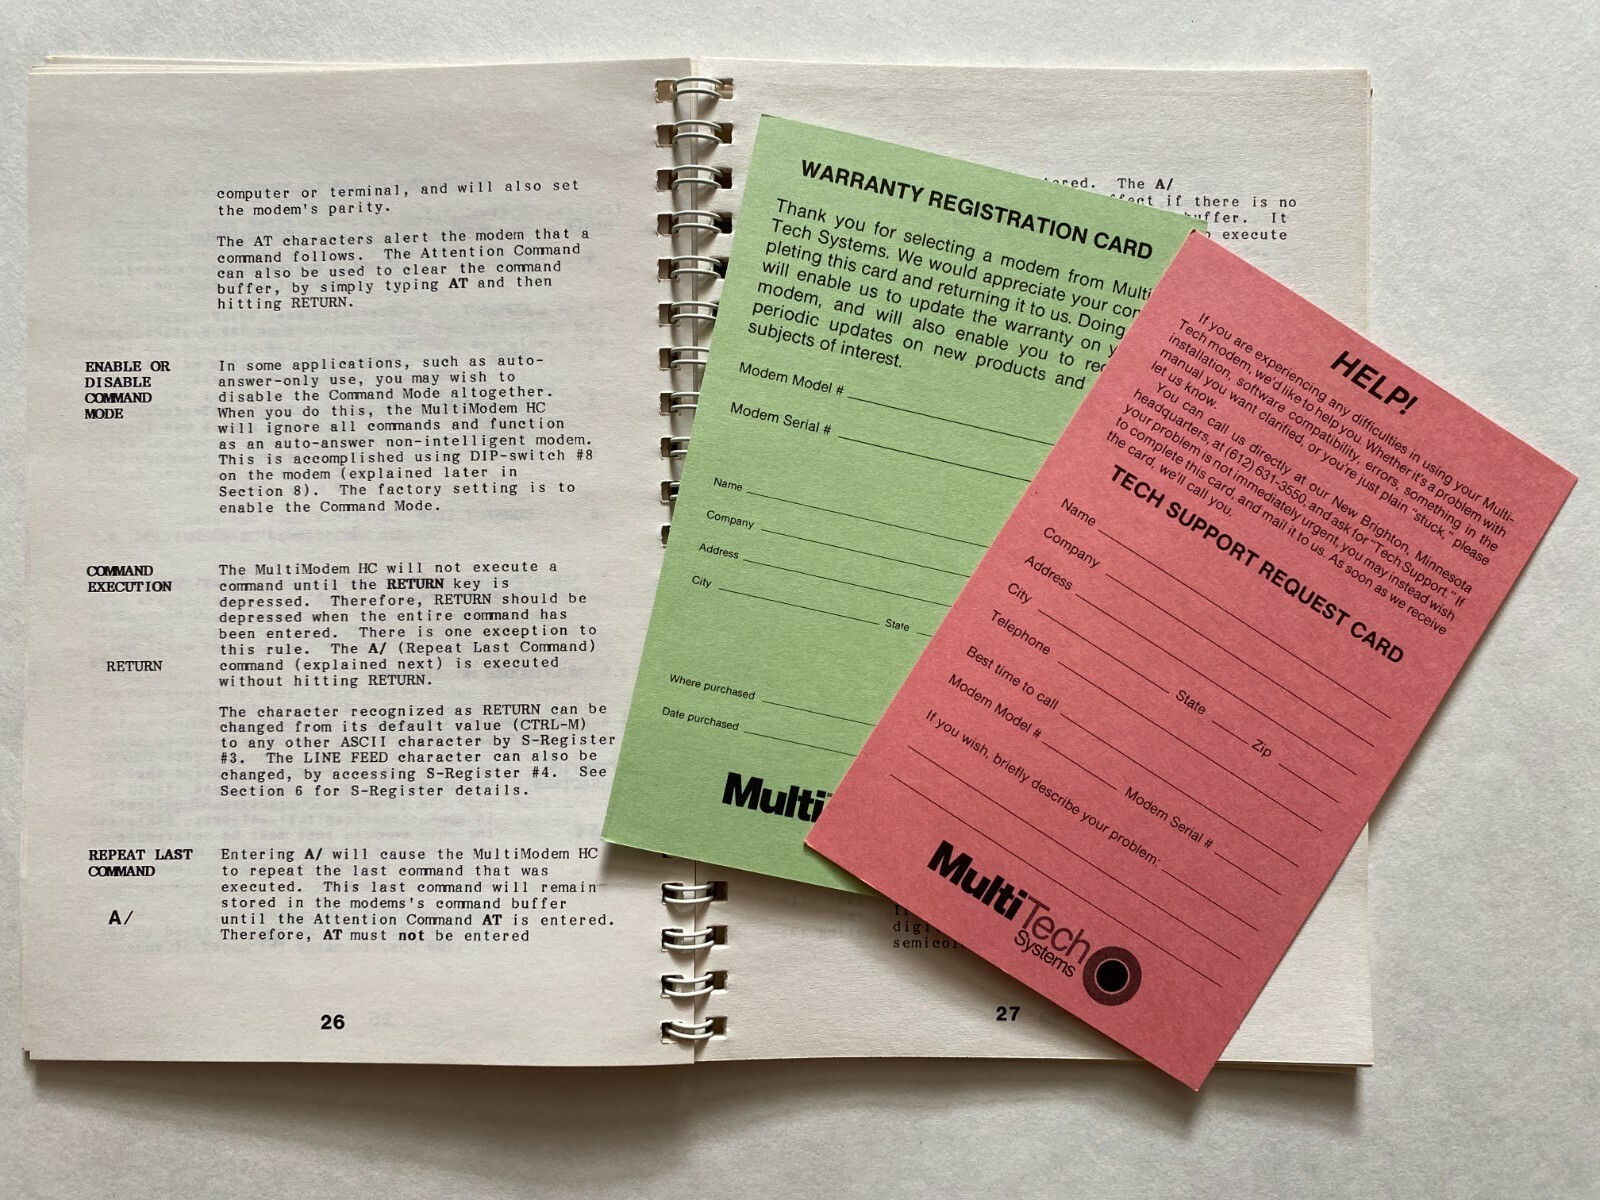 computer or terminal, and will also set
the modem's parity.
The AT characters alert the modem that a
command follows. The Attention Command
can also be used to clear the command
buffer, by simply typing AT and then
hitting RETURN.
ENABLE OR
DISABLE
COMMAND
MODE
In some applications, such as auto-
answer-only use, you may wish to
disable the Command Mode altogether.
When you do this, the MultiModem HC
will ignore all commands and function
as an auto-answer non-intelligent modem.
This is accomplished using DIP-switch #8
on the modem (explained later in
Section 8). The factory setting is to
enable the Command Mode.
COMMAND
EXECUTION
RETURN
The MultiModem HC will not execute a
command until the RETURN key is
depressed. Therefore, RETURN should be
depressed when the entire command has
been entered. There is one exception to
this rule. The A/ (Repeat Last Command)
command (explained next) is executed
without hitting RETURN.
The character recognized as RETURN can be
changed from its default value (CTRL-M)
to any other ASCII character by S-Register
#3. The LINE FEED character can also be
changed, by accessing S-Register #4. See
Section 6 for S-Register details.
REPEAT LAST
COMMAND
A/
Entering A/ will cause the MultiModem HC
to repeat the last command that was
executed. This last command will remain
stored in the modems's command buffer
until the Attention Command AT is entered.
Therefore, AT must not be entered
26
The A/
if there is no
buffer. It
execute
digi
semicol
27
WARRANTY REGISTRATION CARD
Thank you for selecting a modem from Multi
Tech Systems. We would appreciate your com
pleting this card and returning it to us. Doing
will enable us to update the warranty on y
modem, and will also enable you to rec
periodic updates on new products and
subjects of interest.
Modem Model #
Modem Serial #
Name
Company
Address
City
State
Where purchased
Date purchased
Multi
HELP!
If you are experiencing any difficulties in using your Multi-
Tech modem, we'd like to help you. Whether it's a problem with
installation, software compatibility, errors, something in the
manual you want clarified, or you're just plain "stuck," please
let us know.
You can call us directly at our New Brighton, Minnesota
headquarters, at (612) 631-3550, and ask for "Tech Support." If
your problem is not immediately urgent, you may instead wish
to complete this card, and mail it to us. As soon as we receive
the card, we'll call you.
TECH SUPPORT REQUEST CARD
Name
Company
Address
City
State
Zip
Telephone
Best time to call
Modem Model #
Modem Serial #
If you wish, briefly describe your problem:
MultiTech
Systems